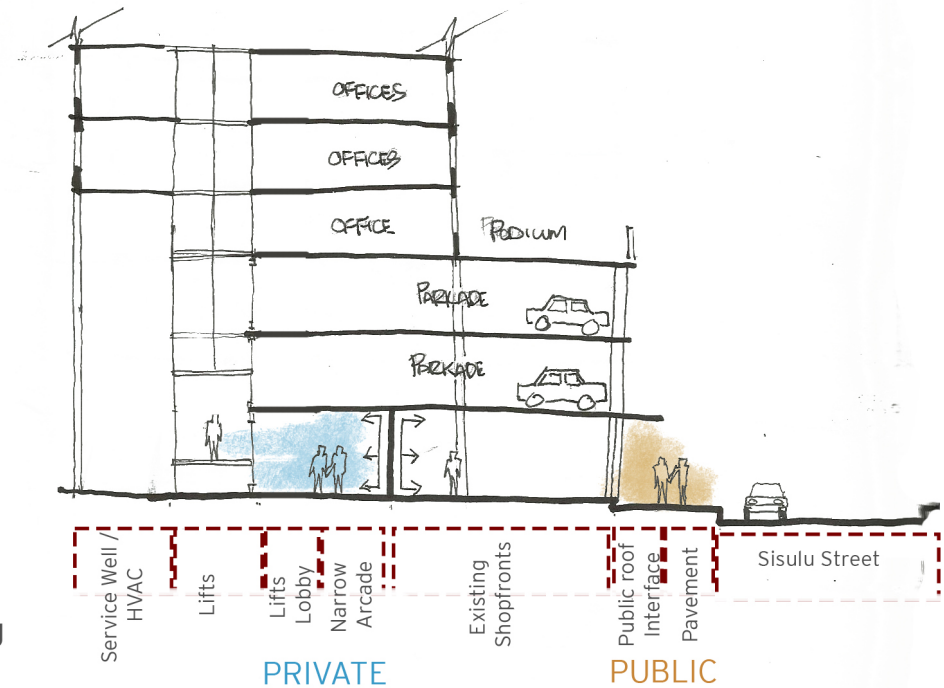 OFFICES
OFFICES
OFFICE
PODIUM
PARKADE
PARKADE
Service Well /
HVAC
Lifts
Lifts
Lobby
Narrow
Arcade
Existing
Shopfronts
Public roof
Interface
Pavement
Sisulu Street
PRIVATE
PUBLIC